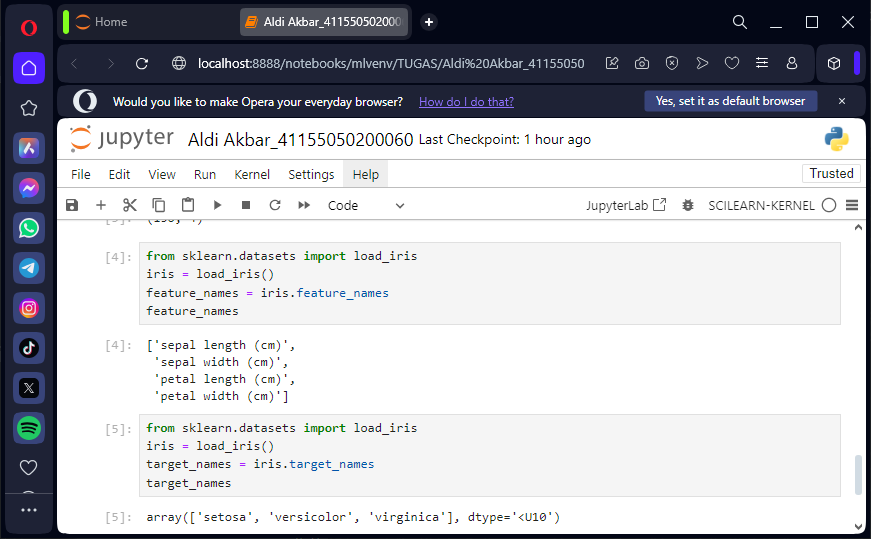 Home
Aldi Akbar_4115505020006
localhost:8888/notebooks/mlvenv/TUGAS/Aldi%20Akbar_41155050
Would you like to make Opera your everyday browser? How do I do that? Yes, set it as default browser
jupyter Aldi Akbar_41155050200060 Last Checkpoint: 1 hour ago
File Edit View Run Kernel Settings Help Trusted
Code JupyterLab SCILEARN-KERNEL
[4]: from sklearn.datasets import load_iris
iris = load_iris()
feature_names = iris.feature_names
feature_names
[4]: ['sepal length (cm)',
'sepal width (cm)',
'petal length (cm)',
'petal width (cm)']
[5]: from sklearn.datasets import load_iris
iris = load_iris()
target_names = iris.target_names
target_names
[5]: array(['setosa', 'versicolor', 'virginica'], dtype='<U10')